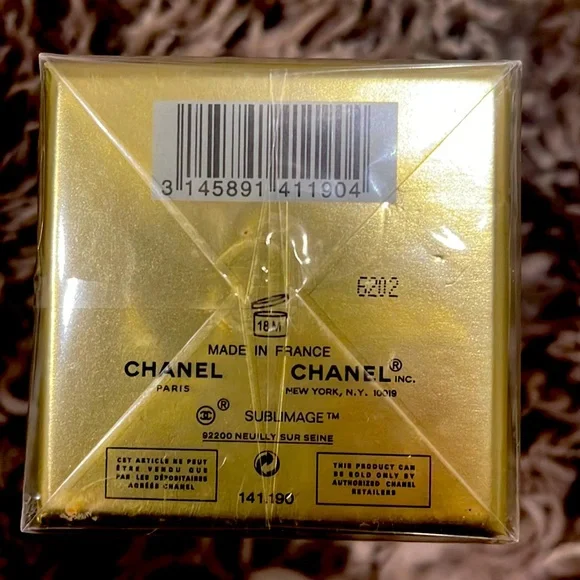 3 145891 411904
6202
18 M
MADE IN FRANCE
CHANEL CHANEL® INC.
PARIS NEW YORK, N.Y. 10019
® SUBLIMAGE™
92200 NEUILLY SUR SEINE
CET ARTICLE NE PEUT
ÊTRE VENDU QUE
PAR LES DÉPOSITAIRES
AGRÉÉS CHANEL
THIS PRODUCT CAN
BE SOLD ONLY BY
AUTHORIZED CHANEL
RETAILERS
141.190